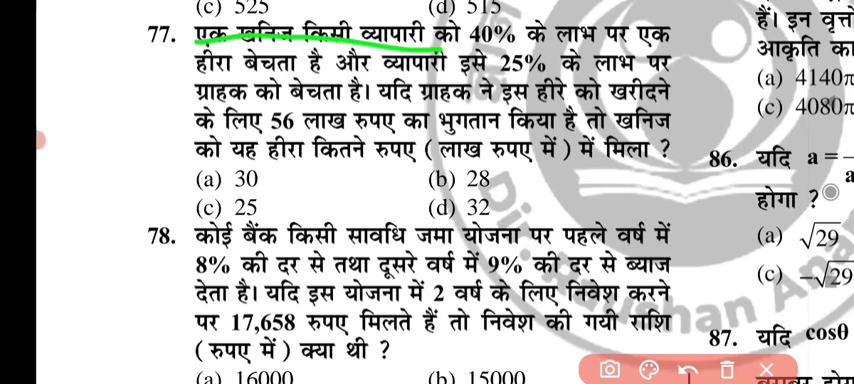 (c) 525 (d) 515
77. एक खनिज किसी व्यापारी को 40% के लाभ पर एक
हीरा बेचता है और व्यापारी इसे 25% के लाभ पर
ग्राहक को बेचता है। यदि ग्राहक ने इस हीरे को खरीदने
के लिए 56 लाख रुपए का भुगतान किया है तो खनिज
को यह हीरा कितने रुपए ( लाख रुपए में ) में मिला ?
(a) 30 (b) 28
(c) 25 (d) 32
78. कोई बैंक किसी सावधि जमा योजना पर पहले वर्ष में
8% की दर से तथा दूसरे वर्ष में 9% की दर से ब्याज
देता है। यदि इस योजना में 2 वर्ष के लिए निवेश करने
पर 17,658 रुपए मिलते हैं तो निवेश की गयी राशि
( रुपए में ) क्या थी ?
(a) 16000 (b) 15000
हैं। इन वृत्तों
आकृति का
(a) 4140π
(c) 4080π
86. यदि a =
a
होगा ?
(a) √29
(c) −√29
87. यदि cosθ